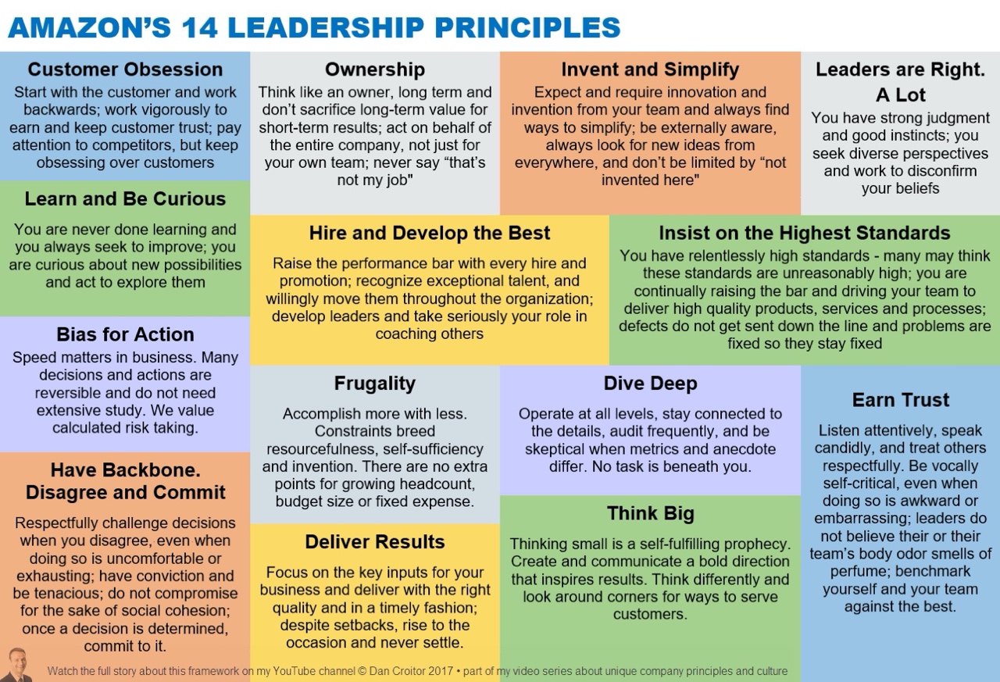 AMAZON’S 14 LEADERSHIP PRINCIPLES
Customer Obsession
Start with the customer and work
backwards; work vigorously to
earn and keep customer trust; pay
attention to competitors, but keep
obsessing over customers
Ownership
Think like an owner, long term and
don’t sacrifice long-term value for
short-term results; act on behalf of
the entire company, not just for
your own team; never say “that’s
not my job"
Invent and Simplify
Expect and require innovation and
invention from your team and always find
ways to simplify; be externally aware,
always look for new ideas from
everywhere, and don’t be limited by “not
invented here"
Leaders are Right.
A Lot
You have strong judgment
and good instincts; you
seek diverse perspectives
and work to disconfirm
your beliefs
Learn and Be Curious
You are never done learning and
you always seek to improve; you
are curious about new possibilities
and act to explore them
Hire and Develop the Best
Raise the performance bar with every hire and
promotion; recognize exceptional talent, and
willingly move them throughout the organization;
develop leaders and take seriously your role in
coaching others
Insist on the Highest Standards
You have relentlessly high standards - many may think
these standards are unreasonably high; you are
continually raising the bar and driving your team to
deliver high quality products, services and processes;
defects do not get sent down the line and problems are
fixed so they stay fixed
Bias for Action
Speed matters in business. Many
decisions and actions are
reversible and do not need
extensive study. We value
calculated risk taking.
Frugality
Accomplish more with less.
Constraints breed
resourcefulness, self-sufficiency
and invention. There are no extra
points for growing headcount,
budget size or fixed expense.
Dive Deep
Operate at all levels, stay connected to
the details, audit frequently, and be
skeptical when metrics and anecdote
differ. No task is beneath you.
Earn Trust
Listen attentively, speak
candidly, and treat others
respectfully. Be vocally
self-critical, even when
doing so is awkward or
embarrassing; leaders do
not believe their or their
team’s body odor smells of
perfume; benchmark
yourself and your team
against the best.
Have Backbone.
Disagree and Commit
Respectfully challenge decisions
when you disagree, even when
doing so is uncomfortable or
exhausting; have conviction and
be tenacious; do not compromise
for the sake of social cohesion;
once a decision is determined,
commit to it.
Deliver Results
Focus on the key inputs for your
business and deliver with the right
quality and in a timely fashion;
despite setbacks, rise to the
occasion and never settle.
Think Big
Thinking small is a self-fulfilling prophecy.
Create and communicate a bold direction
that inspires results. Think differently and
look around corners for ways to serve
customers.
Watch the full story about this framework on my YouTube channel © Dan Croitor 2017 • part of my video series about unique company principles and culture